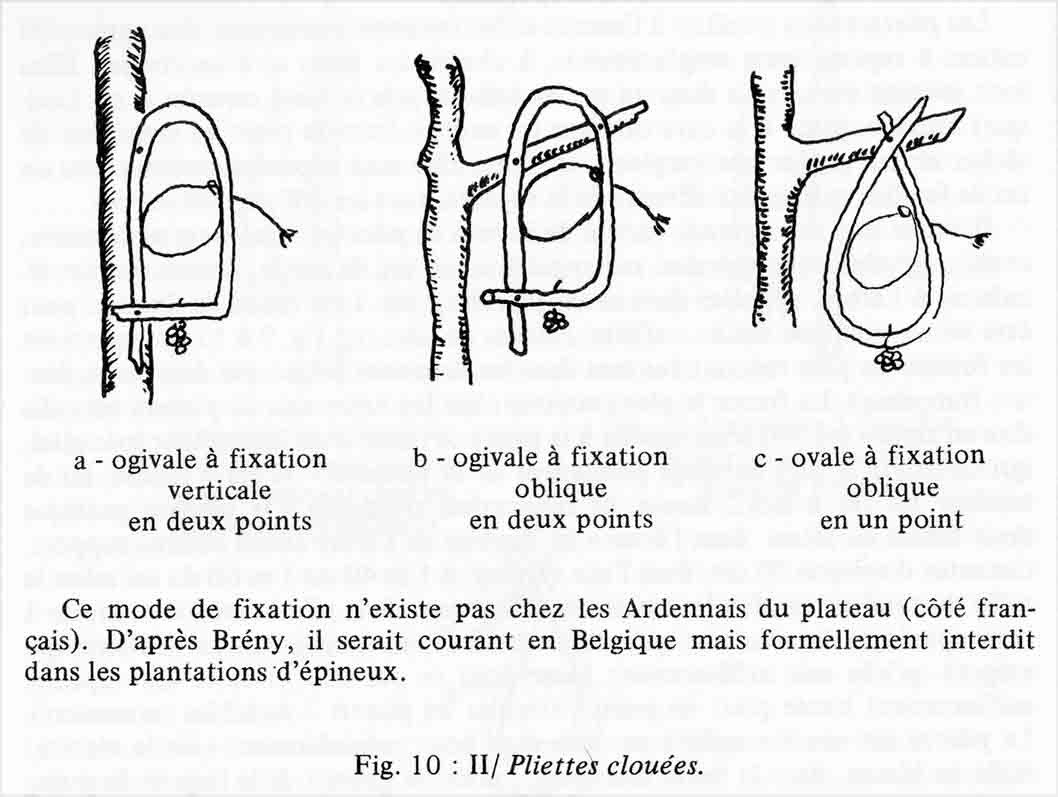 a - ogivale à fixation
verticale
en deux points
b - ogivale à fixation
oblique
en deux points
c - ovale à fixation
oblique
en un point
Ce mode de fixation n'existe pas chez les Ardennais du plateau (côté fran-
çais). D'après Brény, il serait courant en Belgique mais formellement interdit
dans les plantations d'épineux.
Fig. 10 : II/ Pliettes clouées.